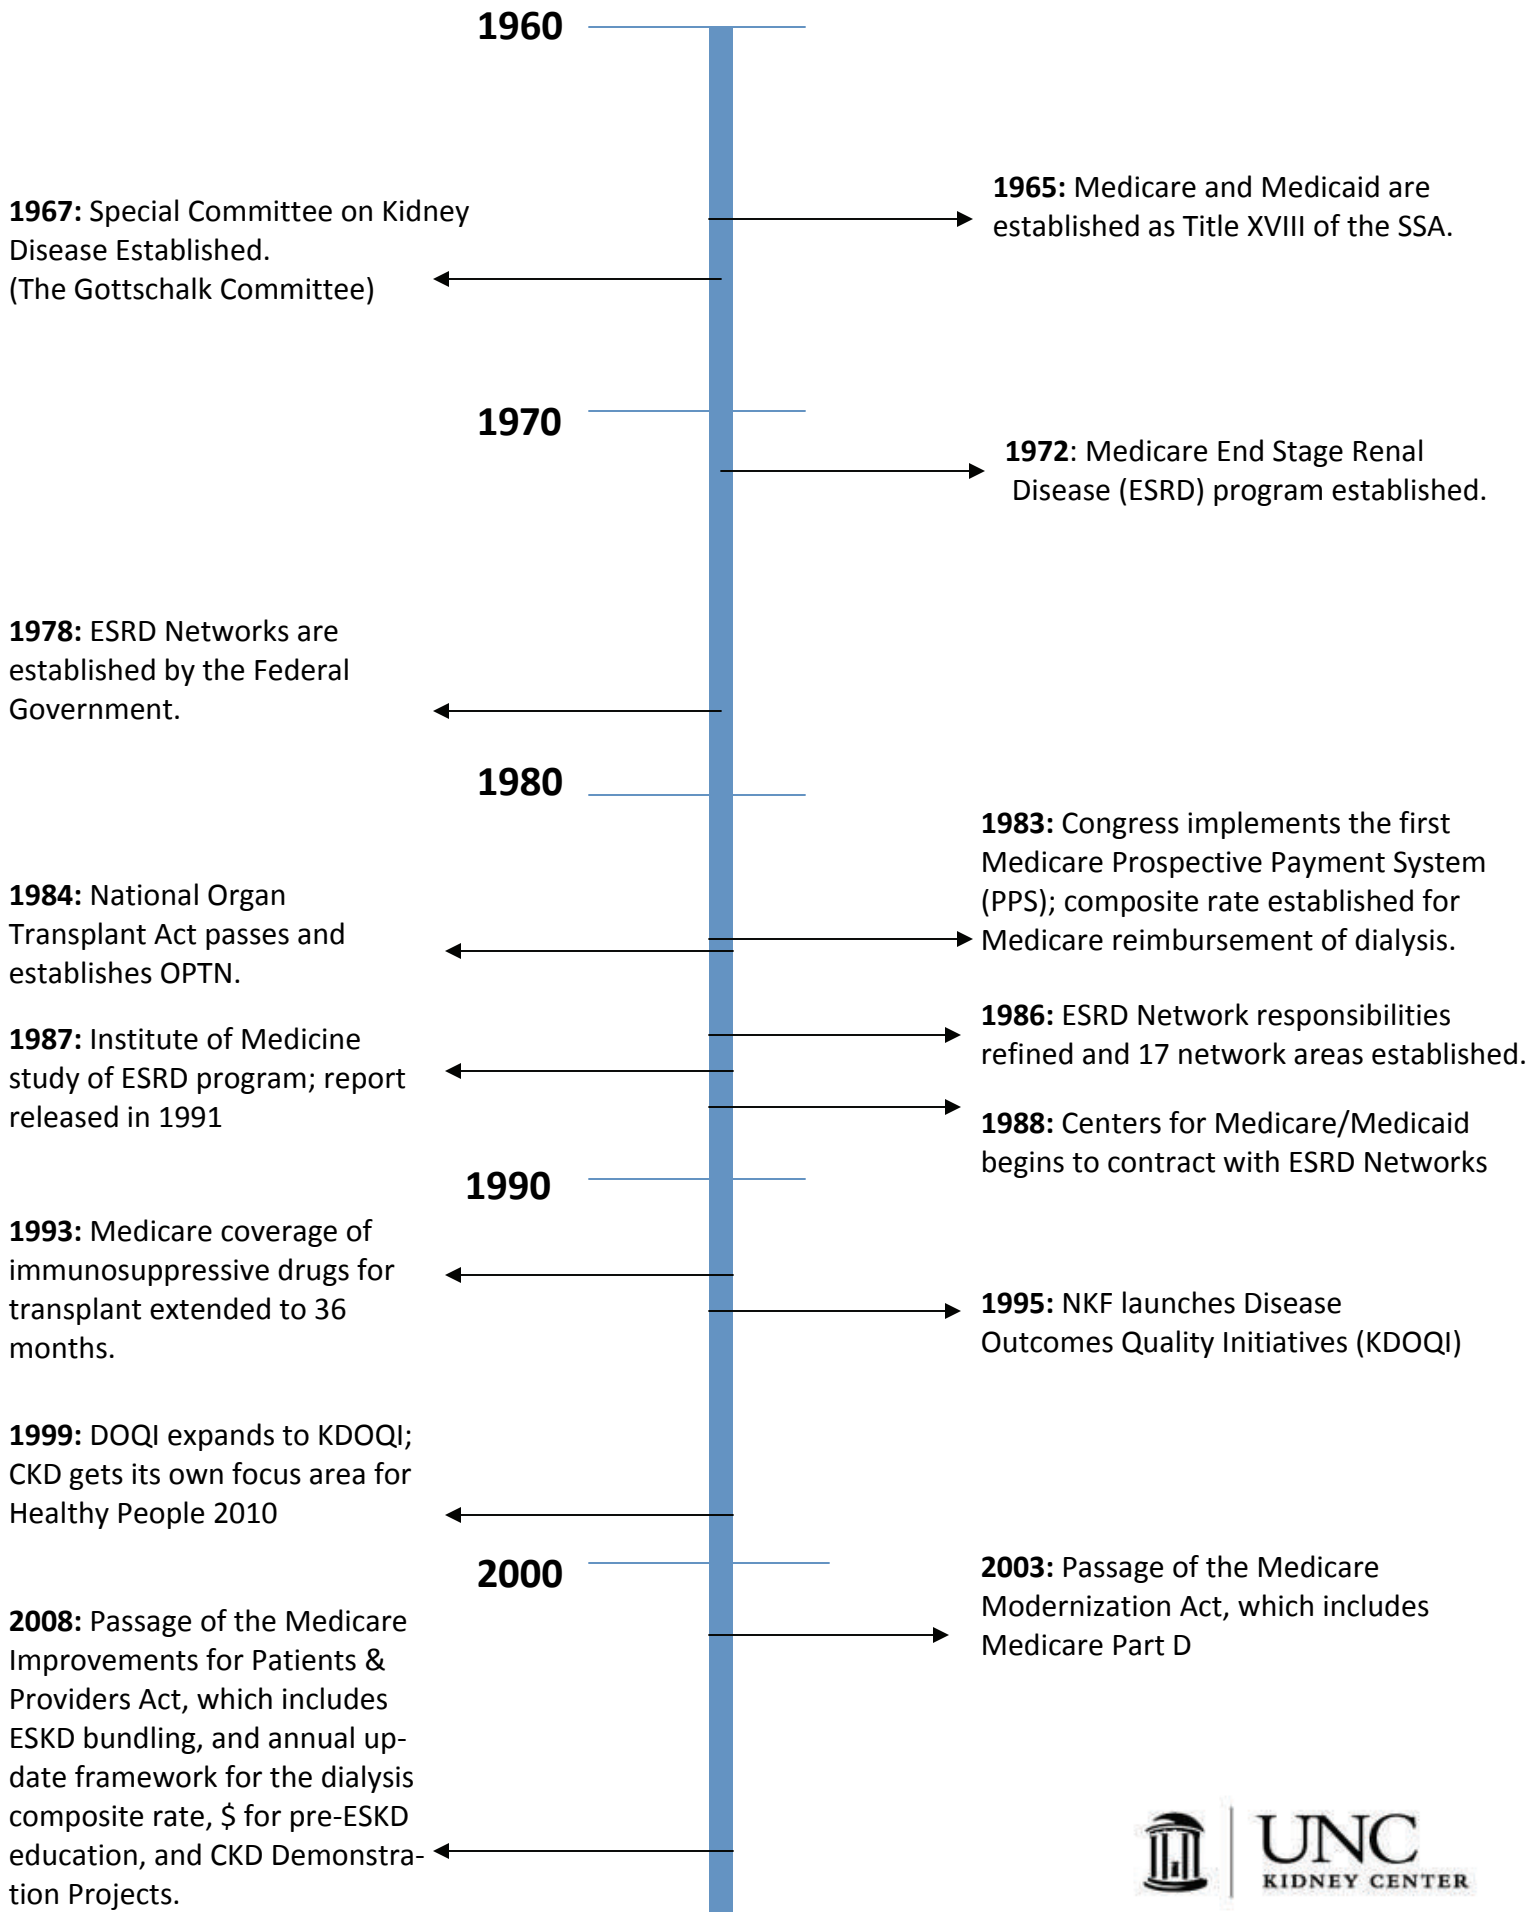 1960
1965: Medicare and Medicaid are
established as Title XVIII of the SSA.
1967: Special Committee on Kidney
Disease Established.
(The Gottschalk Committee)
1970
1972: Medicare End Stage Renal
Disease (ESRD) program established.
1978: ESRD Networks are
established by the Federal
Government.
1980
1983: Congress implements the first
Medicare Prospective Payment System
(PPS); composite rate established for
Medicare reimbursement of dialysis.
1984: National Organ
Transplant Act passes and
establishes OPTN.
1986: ESRD Network responsibilities
refined and 17 network areas established.
1987: Institute of Medicine
study of ESRD program; report
released in 1991
1988: Centers for Medicare/Medicaid
begins to contract with ESRD Networks
1990
1993: Medicare coverage of
immunosuppressive drugs for
transplant extended to 36
months.
1995: NKF launches Disease
Outcomes Quality Initiatives (KDOQI)
1999: DOQI expands to KDOQI;
CKD gets its own focus area for
Healthy People 2010
2000
2003: Passage of the Medicare
Modernization Act, which includes
Medicare Part D
2008: Passage of the Medicare
Improvements for Patients &
Providers Act, which includes
ESKD bundling, and annual up-
date framework for the dialysis
composite rate, $ for pre-ESKD
education, and CKD Demonstra-
tion Projects.
UNC
KIDNEY CENTER